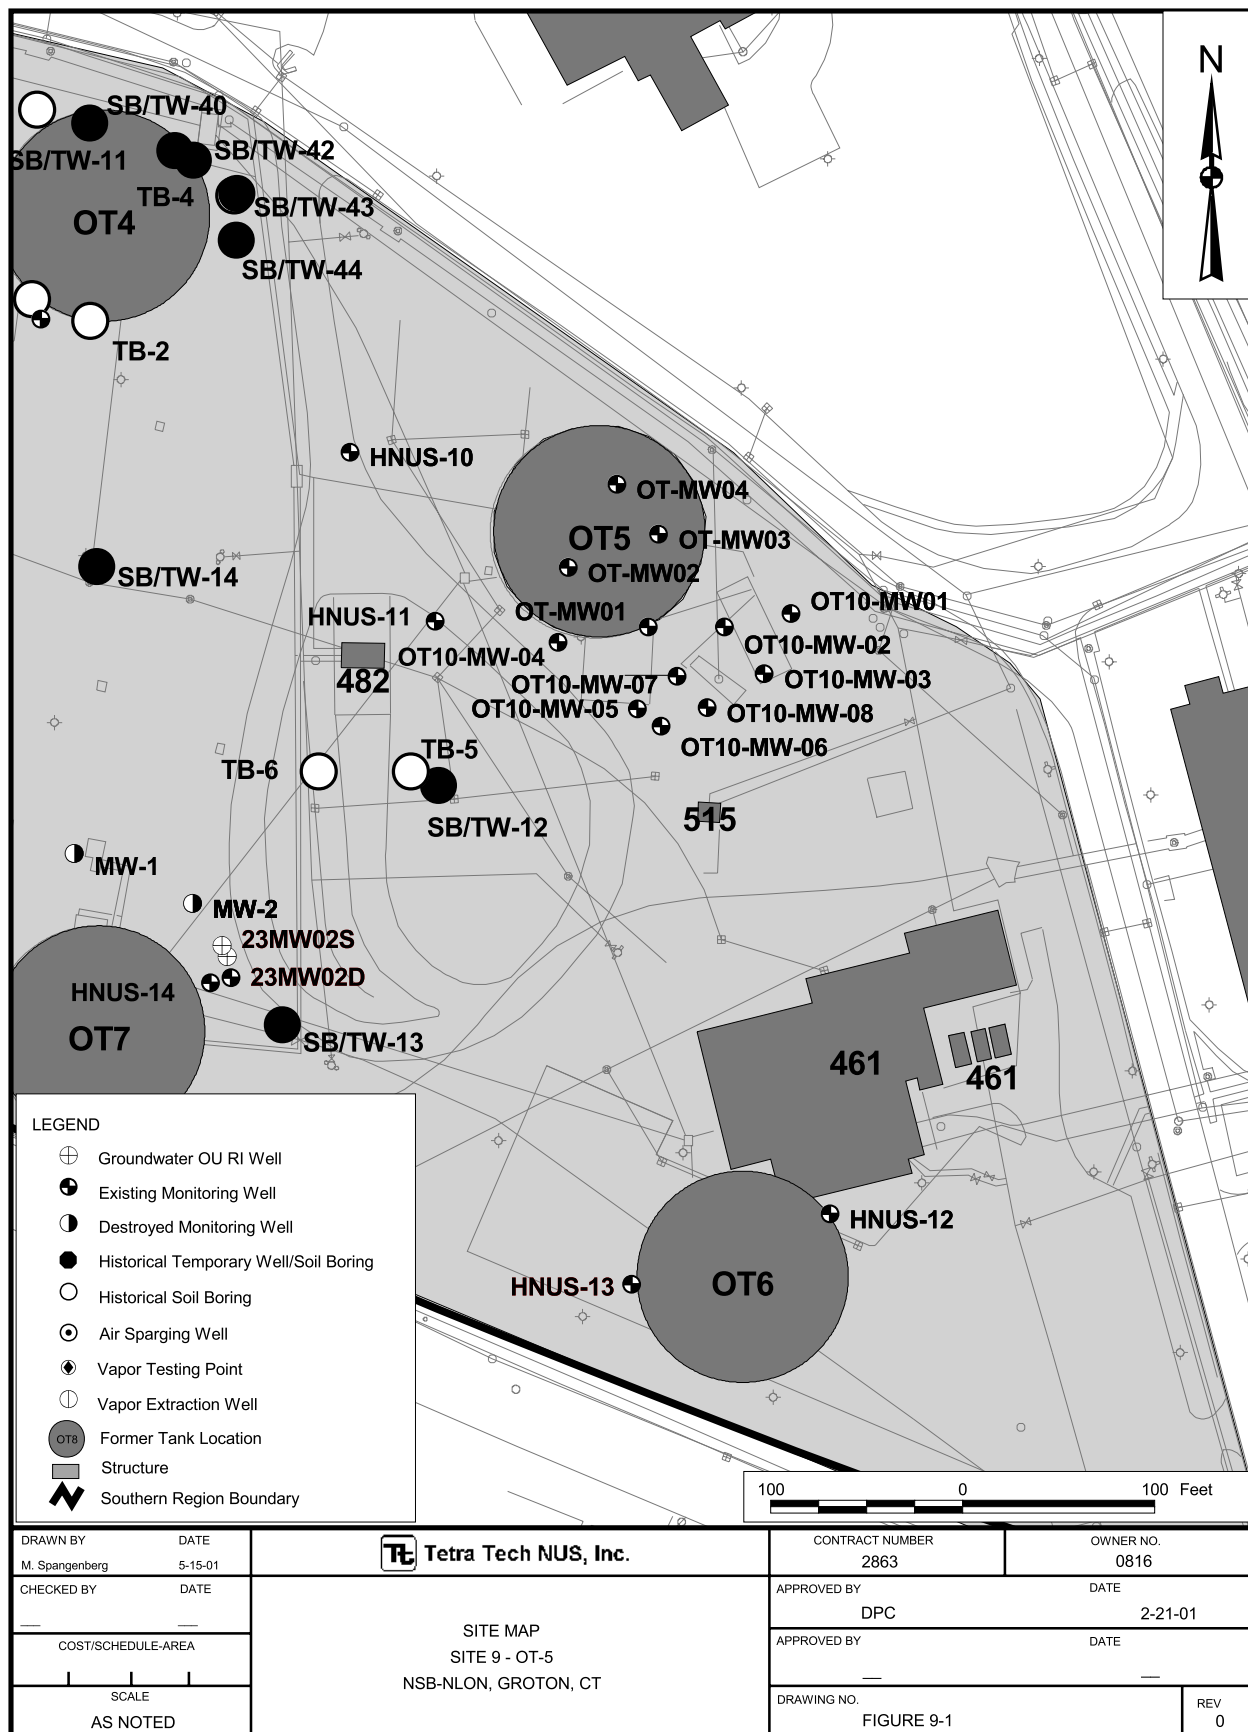 N
SB/TW-40
SB/TW-11
SB/TW-42
TB-4
SB/TW-43
OT4
SB/TW-44
TB-2
HNUS-10
OT-MW04
OT5
OT-MW03
OT-MW02
SB/TW-14
OT-MW01
OT10-MW01
HNUS-11
OT10-MW-02
OT10-MW-04
482
OT10-MW-07
OT10-MW-03
OT10-MW-05
OT10-MW-08
OT10-MW-06
TB-5
TB-6
SB/TW-12
515
MW-1
MW-2
23MW02S
23MW02D
HNUS-14
OT7
SB/TW-13
461
461
HNUS-12
HNUS-13
OT6
LEGEND
Groundwater OU RI Well
Existing Monitoring Well
Destroyed Monitoring Well
Historical Temporary Well/Soil Boring
Historical Soil Boring
Air Sparging Well
Vapor Testing Point
Vapor Extraction Well
OT8 Former Tank Location
Structure
Southern Region Boundary
100 0 100 Feet
DRAWN BY DATE
M. Spangenberg 5-15-01
CHECKED BY DATE
COST/SCHEDULE-AREA
SCALE
AS NOTED
Tt Tetra Tech NUS, Inc.
SITE MAP
SITE 9 - OT-5
NSB-NLON, GROTON, CT
CONTRACT NUMBER
2863
OWNER NO.
0816
APPROVED BY DATE
DPC 2-21-01
APPROVED BY DATE
DRAWING NO.
FIGURE 9-1
REV
0